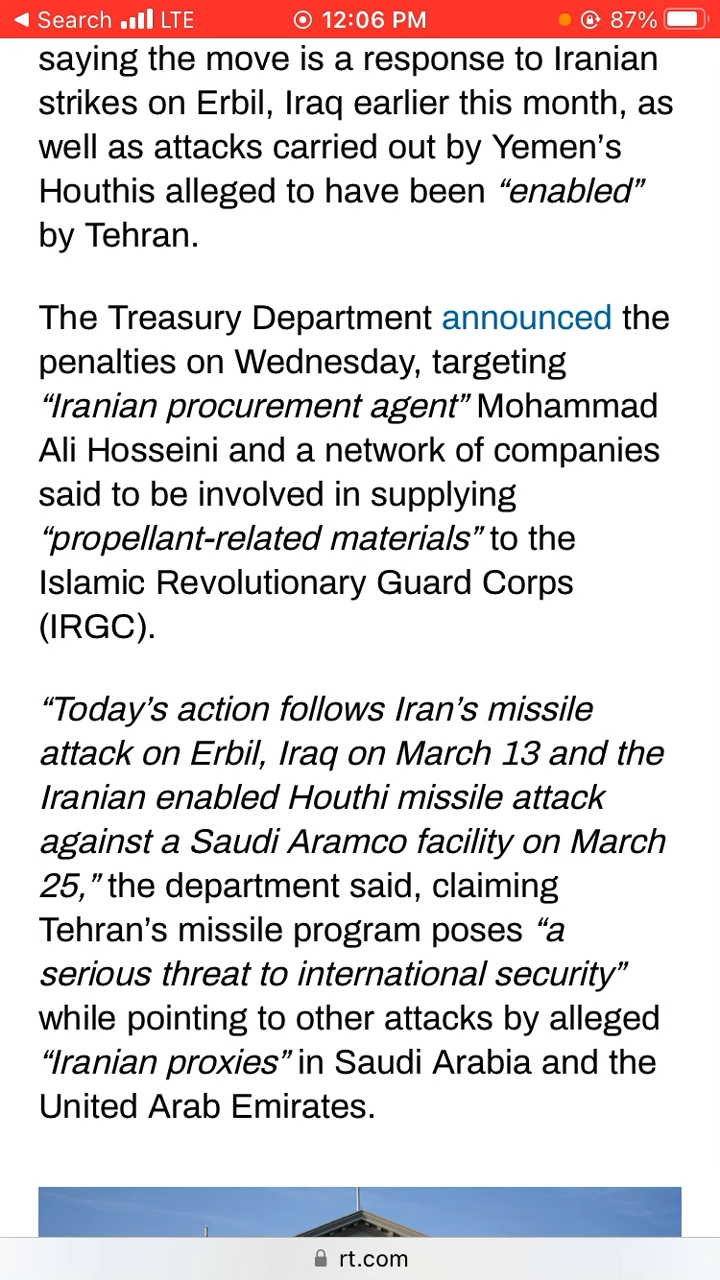 Search LTE 12:06 PM 87%
saying the move is a response to Iranian
strikes on Erbil, Iraq earlier this month, as
well as attacks carried out by Yemen’s
Houthis alleged to have been “enabled”
by Tehran.
The Treasury Department announced the
penalties on Wednesday, targeting
“Iranian procurement agent” Mohammad
Ali Hosseini and a network of companies
said to be involved in supplying
“propellant-related materials” to the
Islamic Revolutionary Guard Corps
(IRGC).
“Today’s action follows Iran’s missile
attack on Erbil, Iraq on March 13 and the
Iranian enabled Houthi missile attack
against a Saudi Aramco facility on March
25,” the department said, claiming
Tehran’s missile program poses “a
serious threat to international security”
while pointing to other attacks by alleged
“Iranian proxies” in Saudi Arabia and the
United Arab Emirates.
rt.com